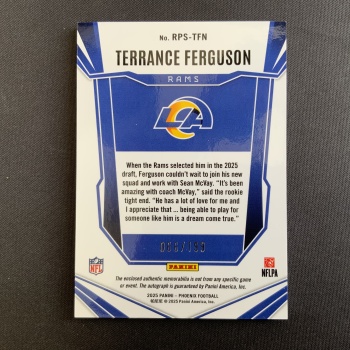 No. RPS-TFN
TERRANCE FERGUSON
RAMS
LA
When the Rams selected him in the 2025
draft, Ferguson couldn't wait to join his new
squad and work with Sean McVay. "It's been
amazing with coach McVay," said the rookie
tight end. "He has a lot of love for me and
I appreciate that ... being able to play for
someone like him is a dream come true."
PANINI
NFL
NFLPA
The enclosed authentic memorabilia is not from any specific game
or event. The autograph is guaranteed by Panini America, Inc.
2025 PANINI - PHOENIX FOOTBALL
© 2025 Panini America, Inc.